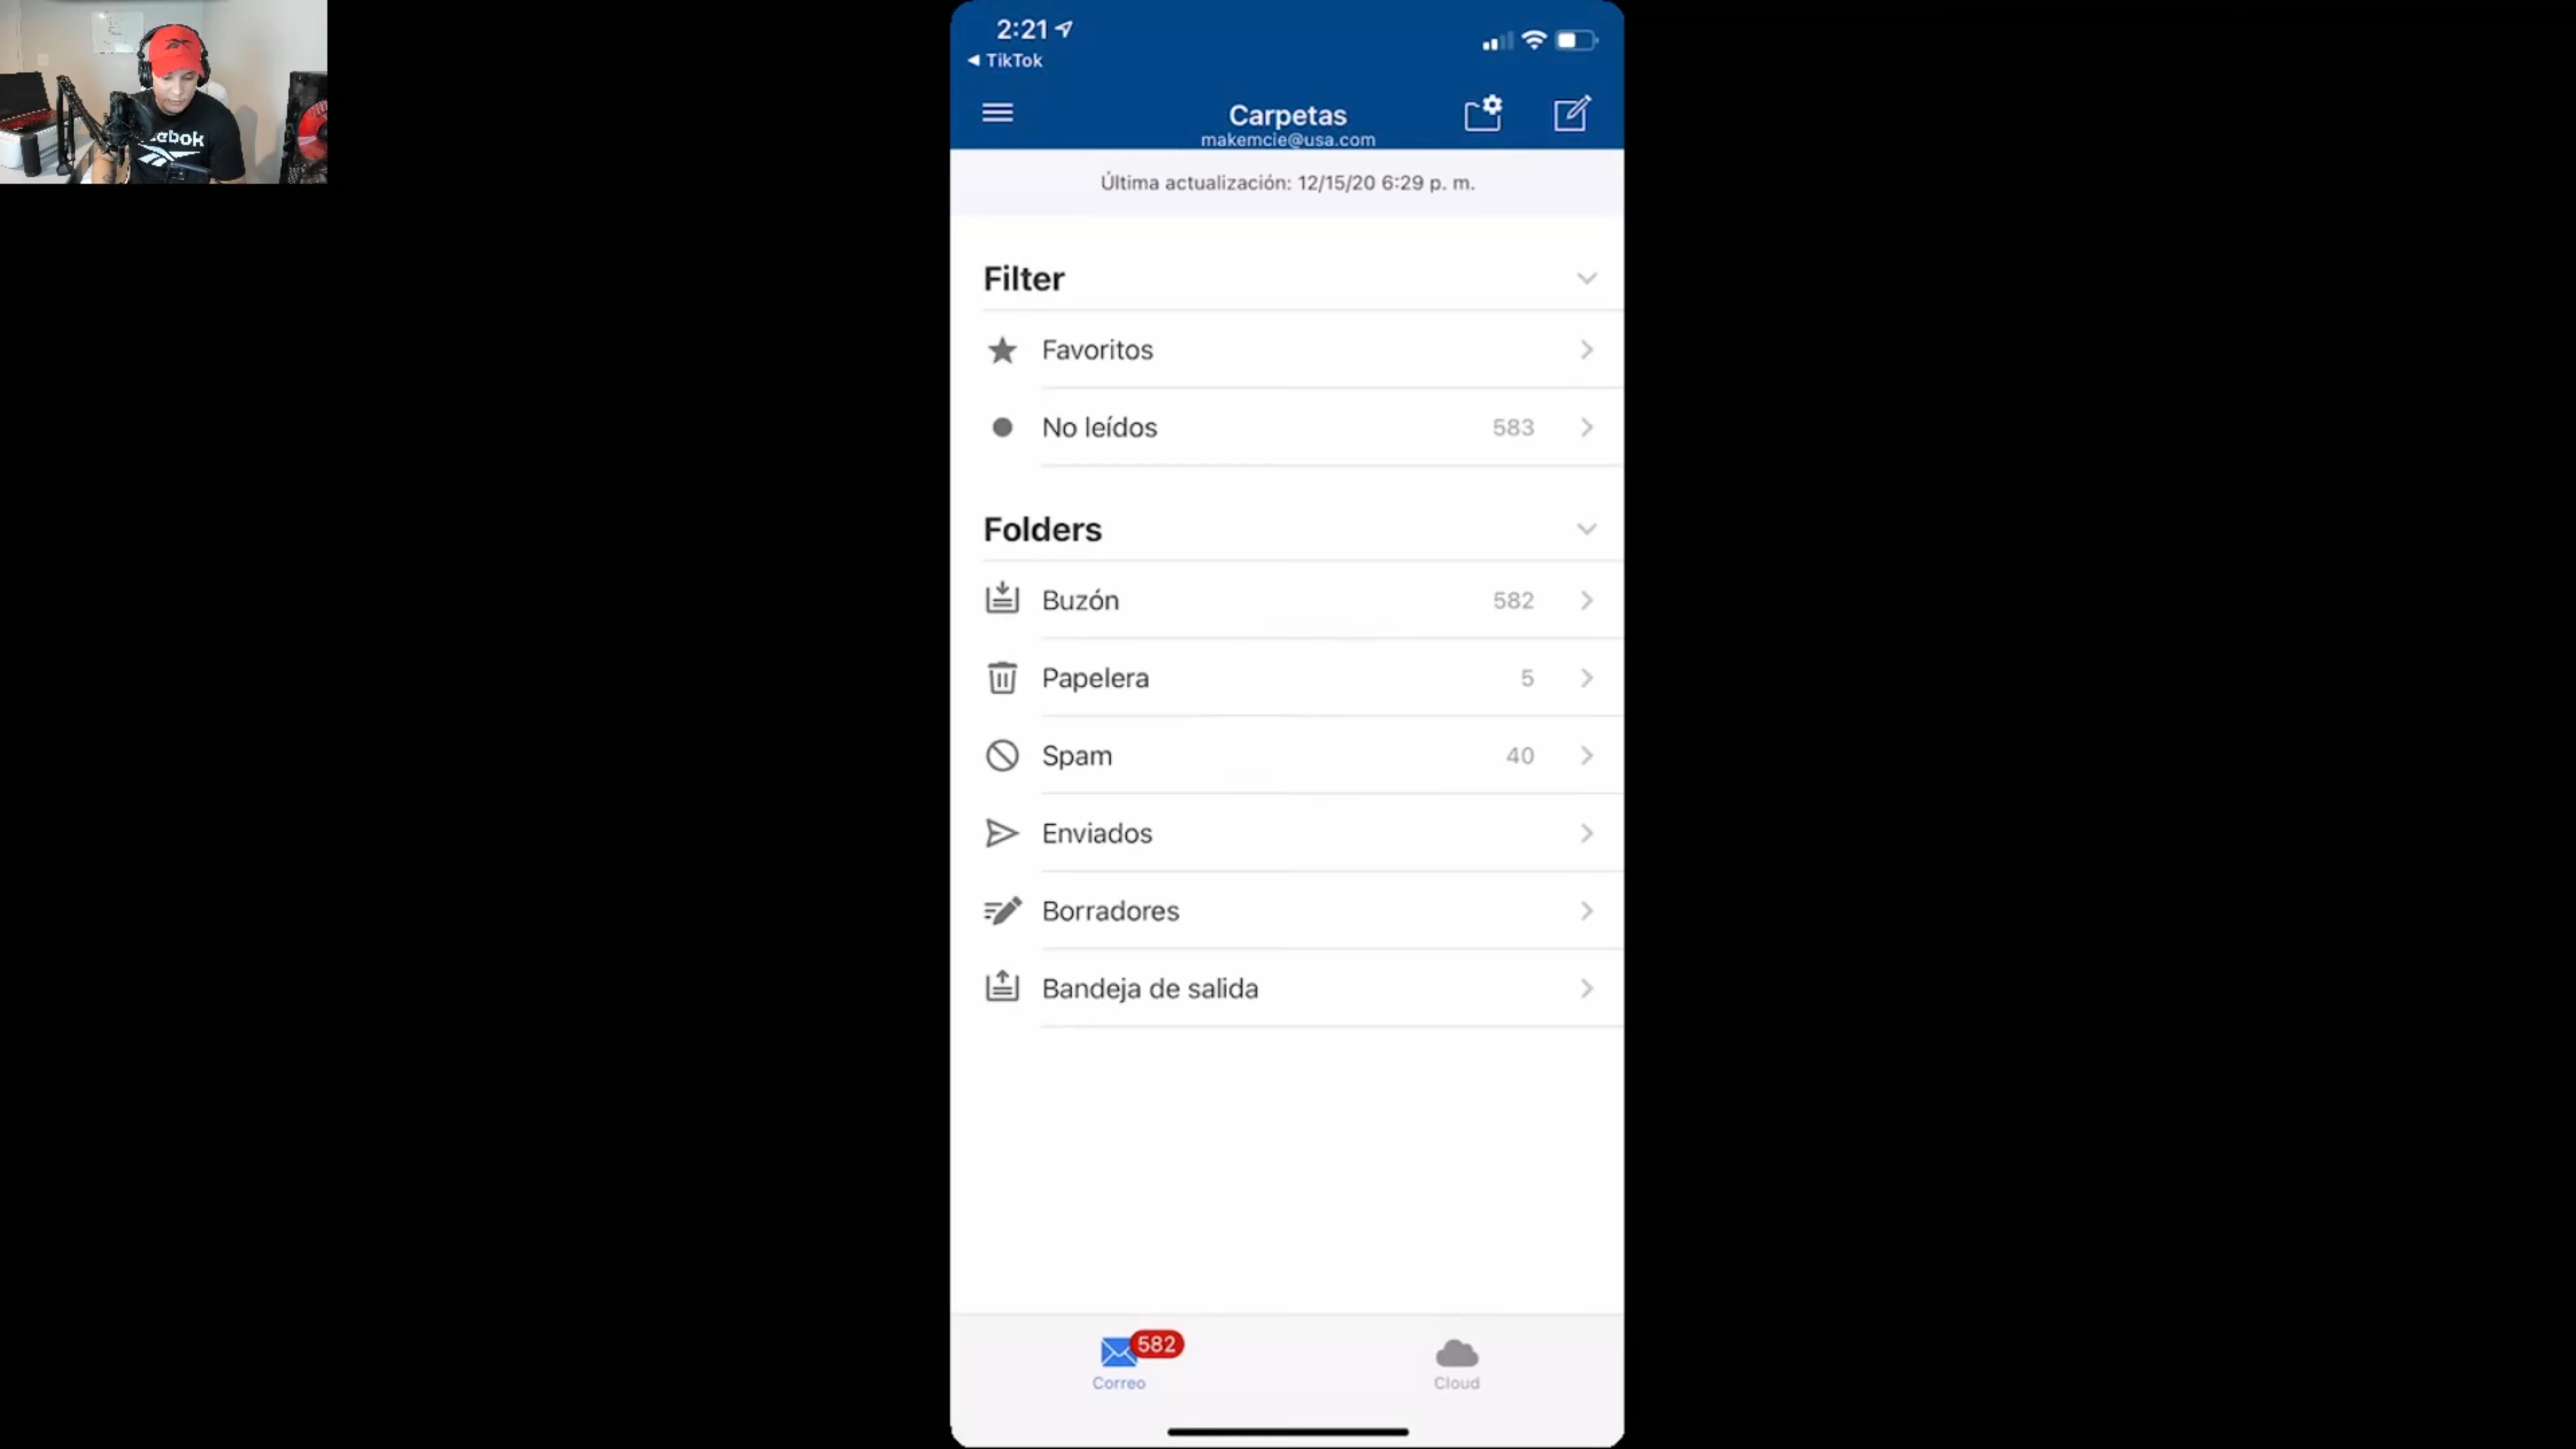 ebok
2:21
◀ TikTok
Carpetas
makemcie@usa.com
Última actualización: 12/15/20 6:29 p. m.
Filter
Favoritos
No leídos 583
Folders
Buzón 582
Papelera 5
Spam 40
Enviados
Borradores
Bandeja de salida
582
Correo
Cloud